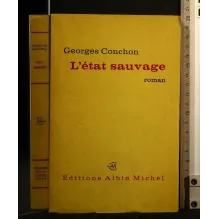 Georges Conchon
L'état sauvage
roman
Editions Albin Michel